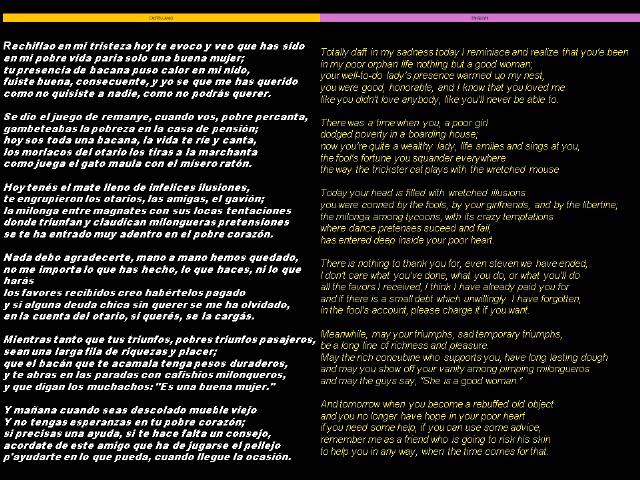 CASTELLANO
ENGLISH
Rechiflao en mi tristeza hoy te evoco y veo que has sido
en mi pobre vida paria solo una buena mujer;
tu presencia de bacana puso calor en mi nido,
fuiste buena, consecuente, y yo se que me has querido
como no quisiste a nadie, como no podrás querer.
Se dio el juego de remanye, cuando vos, pobre percanta,
gambeteabas la pobreza en la casa de pensión;
hoy sos toda una bacana, la vida te ríe y canta,
los morlacos del otario los tiras a la marchanta
como juega el gato maula con el mísero ratón.
Hoy tenés el mate lleno de infelices ilusiones,
te engrupieron los otarios, las amigas, el gavión;
la milonga entre magnates con sus locas tentaciones
donde triunfan y claudican milongueras pretensiones
se te ha entrado muy adentro en el pobre corazón.
Nada debo agradecerte, mano a mano hemos quedado,
no me importa lo que has hecho, lo que haces, ni lo que
harás
los favores recibidos creo habértelos pagado
y si alguna deuda chica sin querer se me ha olvidado,
en la cuenta del otario, si querés, se la cargás.
Mientras tanto que tus triunfos, pobres triunfos pasajeros,
sean una larga fila de riquezas y placer;
que el bacán que te acamala tenga pesos duraderos,
y te abras en las paradas con cafishios milongueros,
y que digan los muchachos: "Es una buena mujer."
Y mañana cuando seas descolado mueble viejo
Y no tengas esperanzas en tu pobre corazón;
si precisas una ayuda, si te hace falta un consejo,
acordate de este amigo que ha de jugarse el pellejo
p'ayudarte en lo que pueda, cuando llegue la ocasión.
Totally daft in my sadness today I reminisce and realize that you've been
in my poor orphan life nothing but a good woman;
your well-to-do lady's presence warmed up my nest,
you were good, honorable, and I know that you loved me
like you didn't love anybody, like you'll never be able to.
There was a time when you, a poor girl
dodged poverty in a boarding house;
now you're quite a wealthy lady, life smiles and sings at you,
the fool's fortune you squander everywhere
the way the trickster cat plays with the wretched mouse
Today your head is filled with wretched illusions
you were conned by the fools, by your girlfriends, and by the libertine;
the milonga among tycoons, with its crazy temptations
where dance pretenses suceed and fail,
has entered deep inside your poor heart.
There is nothing to thank you for, even steven we have ended,
I don't care what you've done, what you do, or what you'll do
all the favors I received, I think I have already paid you for
and if there is a small debt which unwillingly I have forgotten,
in the fool's account, please charge it if you want.
Meanwhile, may your triumphs, sad temporary triumphs,
be a long line of richness and pleasure.
May the rich concubine who supports you, have long lasting dough
and may you show off your vanity among pimping milongueros
and may the guys say, "She is a good woman."
And tomorrow when you become a rebuffed old object
and you no longer have hope in your poor heart
if you need some help, if you can use some advice,
remember me as a friend who is going to risk his skin
to help you in any way, when the time comes for that.